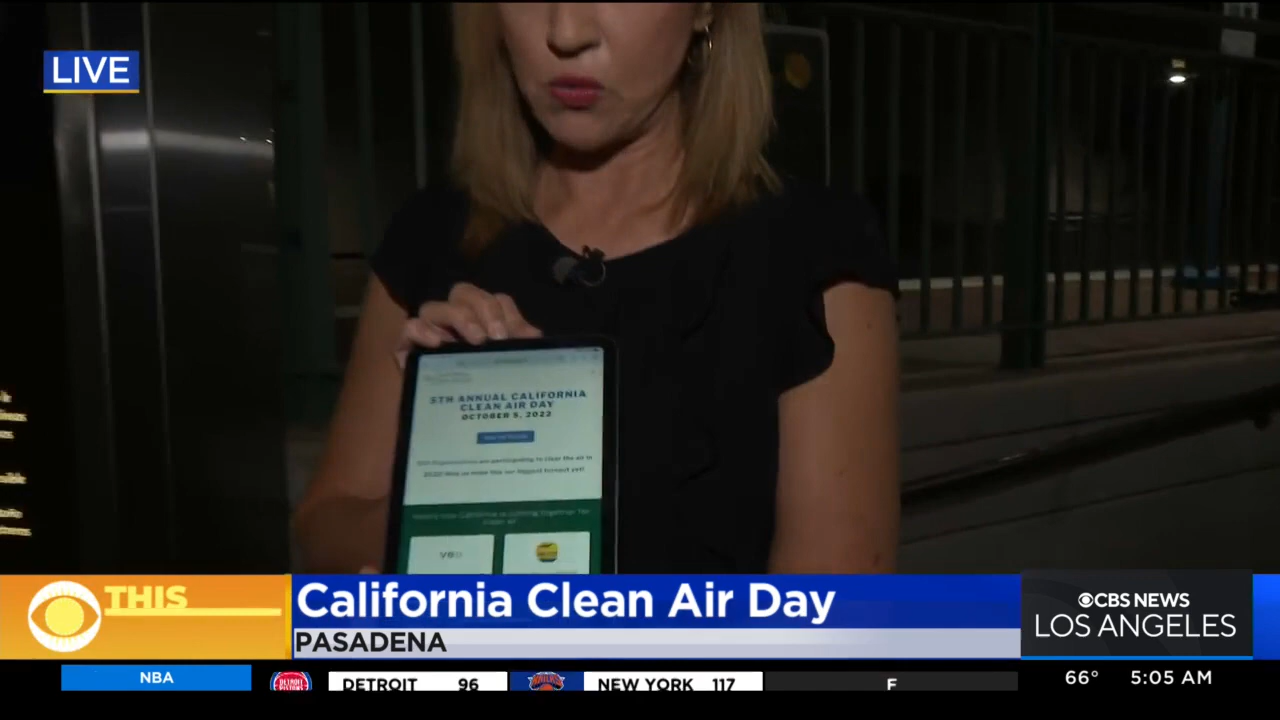 LIVE
5TH ANNUAL CALIFORNIA
CLEAN AIR DAY
OCTOBER 5, 2022
veo
THIS
California Clean Air Day
PASADENA
CBS NEWS
LOS ANGELES
NBA
DETROIT 96
NEW YORK 117
F
66° 5:05 AM